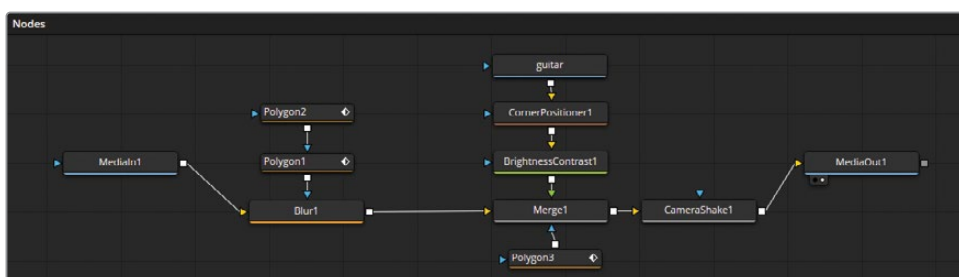 Nodes
guitar
Polygon2
CornerPositioner1
MediaIn1
Polygon1
BrightnessContrast1
MediaOut1
Blur1
Merge1
CameraShake1
Polygon3